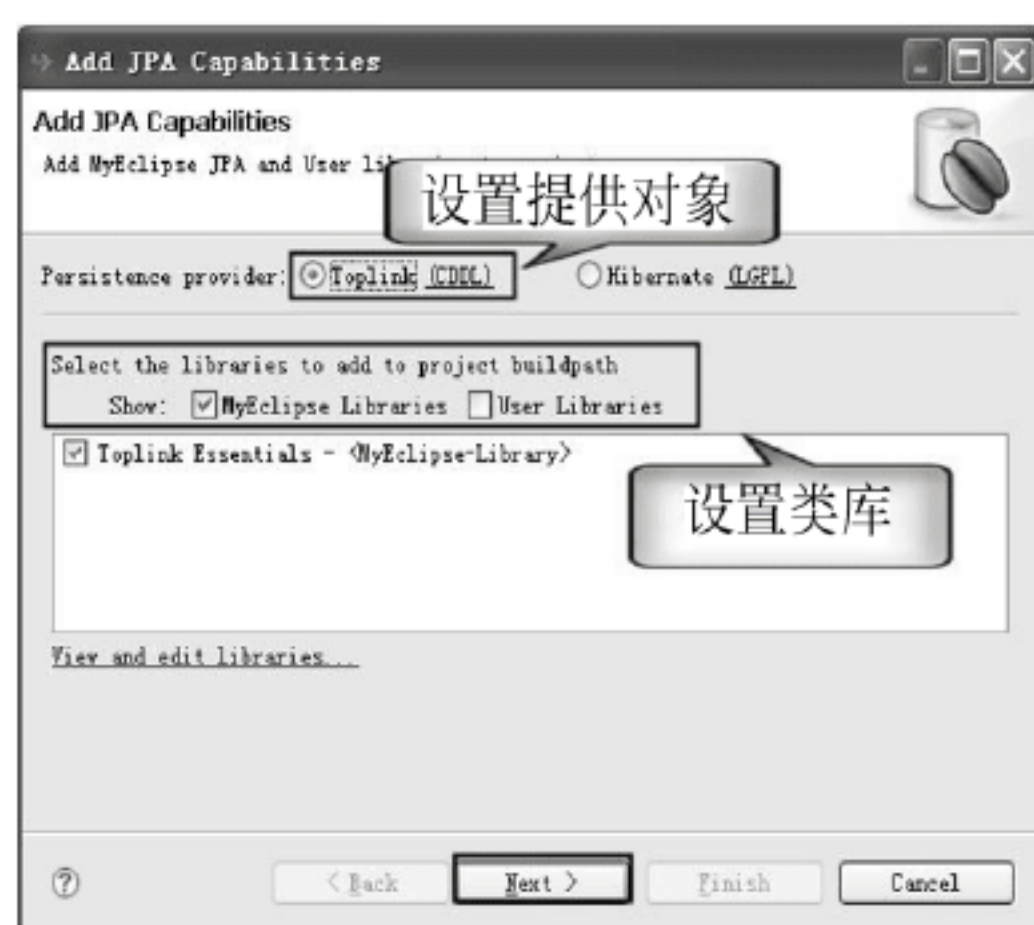 Add JPA Capabilities
Add JPA Capabilities
Add MyEclipse JPA and User
设置提供对象
Persistence provider: Toplink (CDDL) Hibernate (LGPL)
Select the libraries to add to project buildpath
Show: MyEclipse Libraries User Libraries
Toplink Essentials - <MyEclipse-Library>
设置类库
View and edit libraries...
?
< Back Next > Finish Cancel